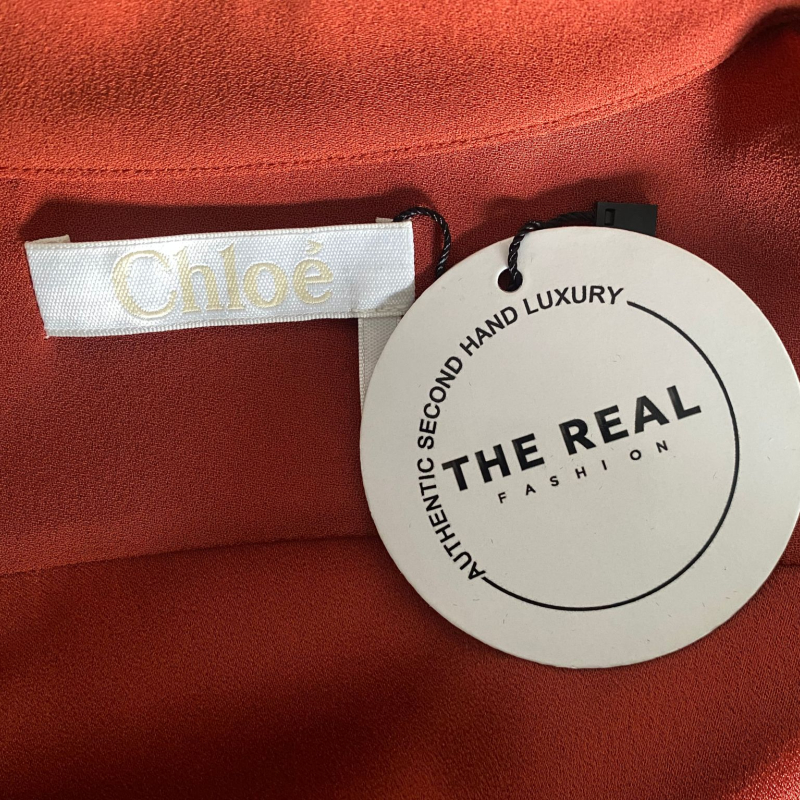 Chloé
AUTHENTIC SECOND HAND LUXURY
THE REAL
FASHION